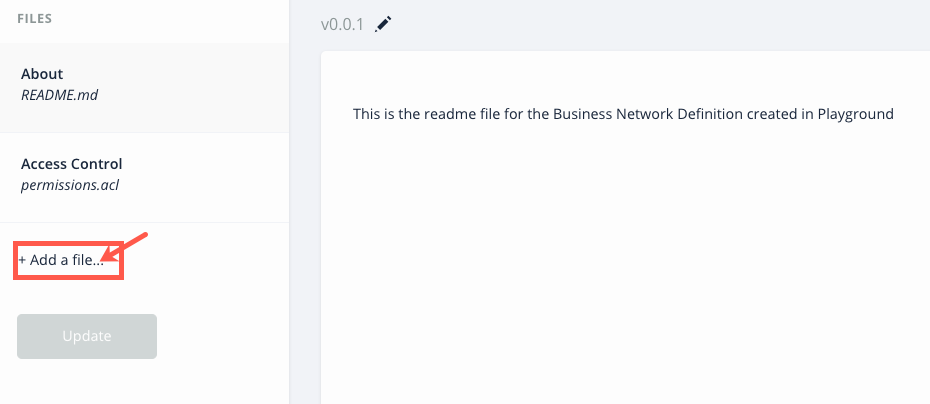 FILES
v0.0.1
About
README.md
Access Control
permissions.acl
+ Add a file...
Update
This is the readme file for the Business Network Definition created in Playground